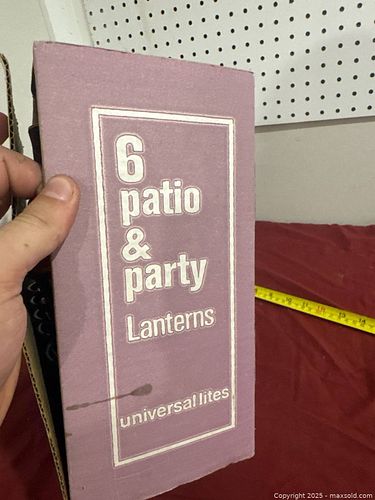 6
patio
&
party
Lanterns
universal lites
Copyright 2025 - maxsold.com